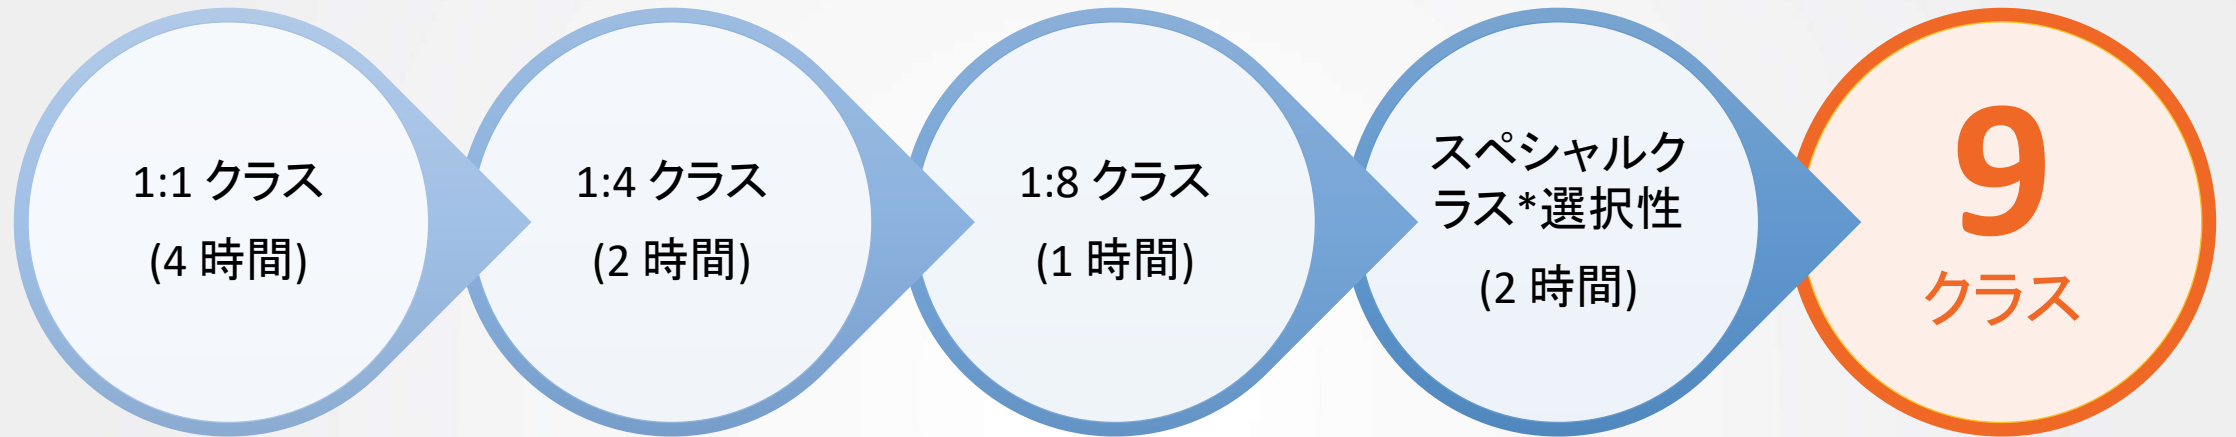 1:1 クラス
(4 時間)
1:4 クラス
(2 時間)
1:8 クラス
(1 時間)
スペシャルク
ラス*選択性
(2 時間)
9
クラス